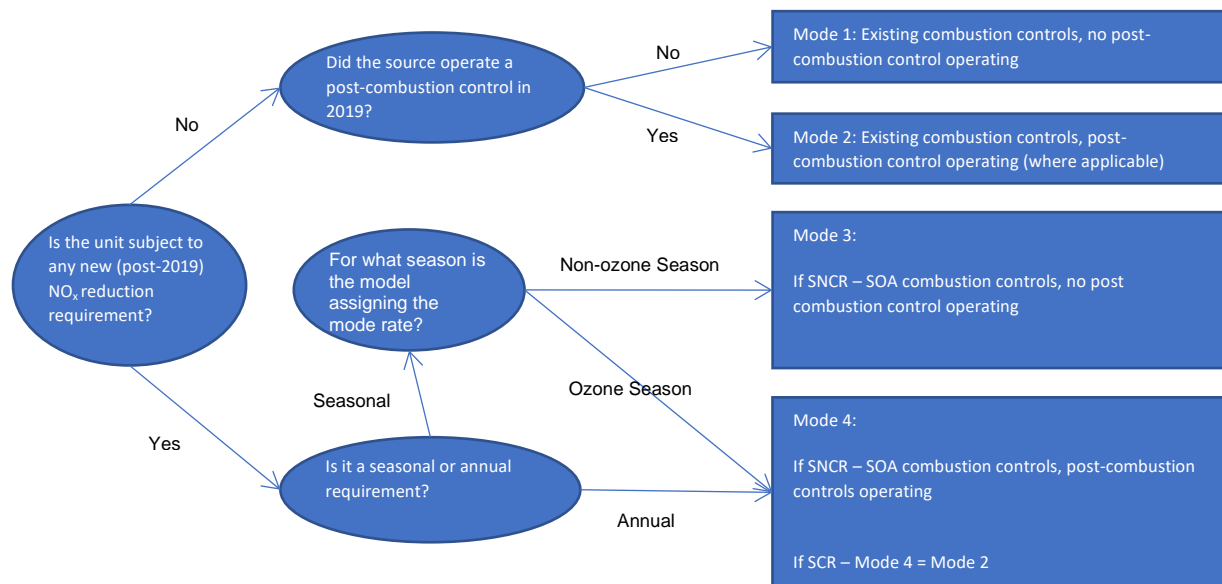 Did the source operate a
post-combustion control in
2019?
No
Mode 1: Existing combustion controls, no post-
combustion control operating
No
Yes
Mode 2: Existing combustion controls, post-
combustion control operating (where applicable)
Is the unit subject to
any new (post-2019)
NOx reduction
requirement?
For what season is
the model
assigning the
mode rate?
Non-ozone Season
Mode 3:
If SNCR – SOA combustion controls, no post
combustion control operating
Seasonal
Ozone Season
Yes
Is it a seasonal or annual
requirement?
Annual
Mode 4:
If SNCR – SOA combustion controls, post-combustion
controls operating
If SCR – Mode 4 = Mode 2